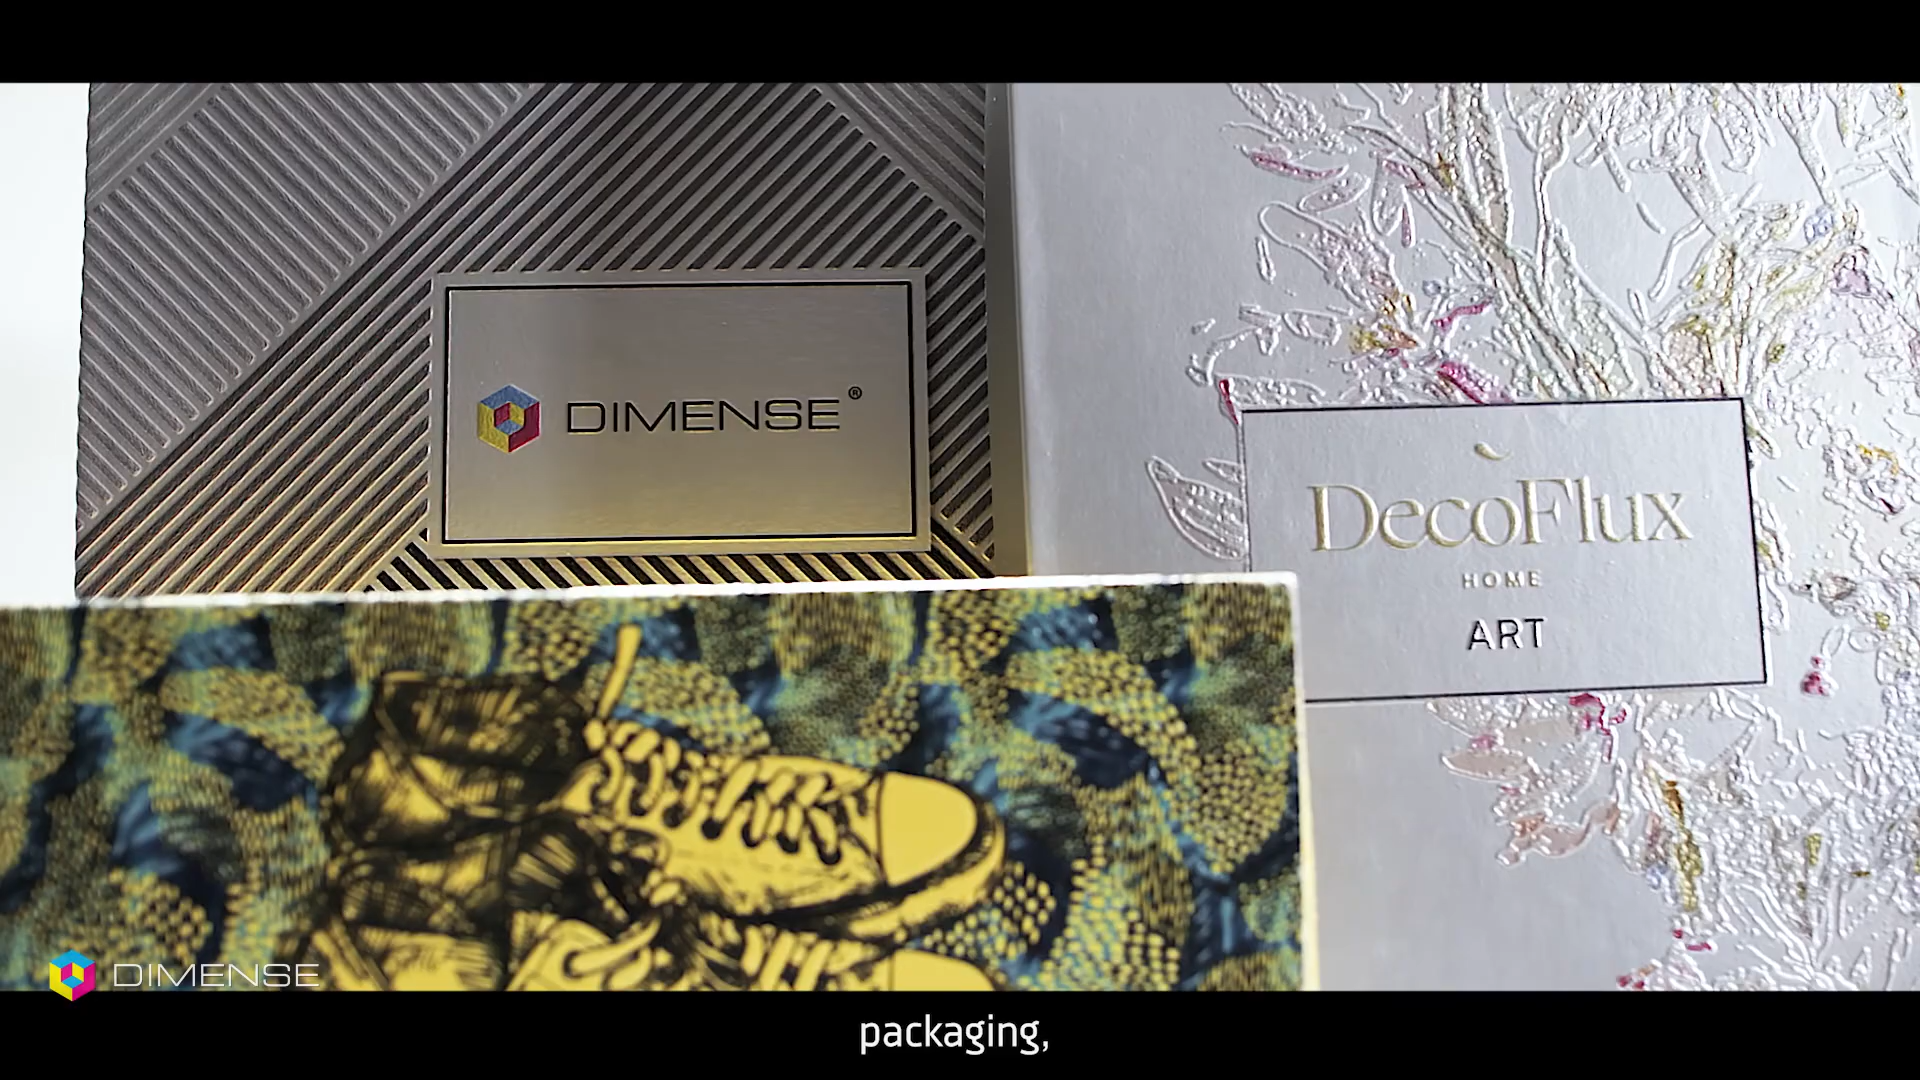 DIMENSE®
DecoFlux
HOME
ART
DIMENSE
packaging,